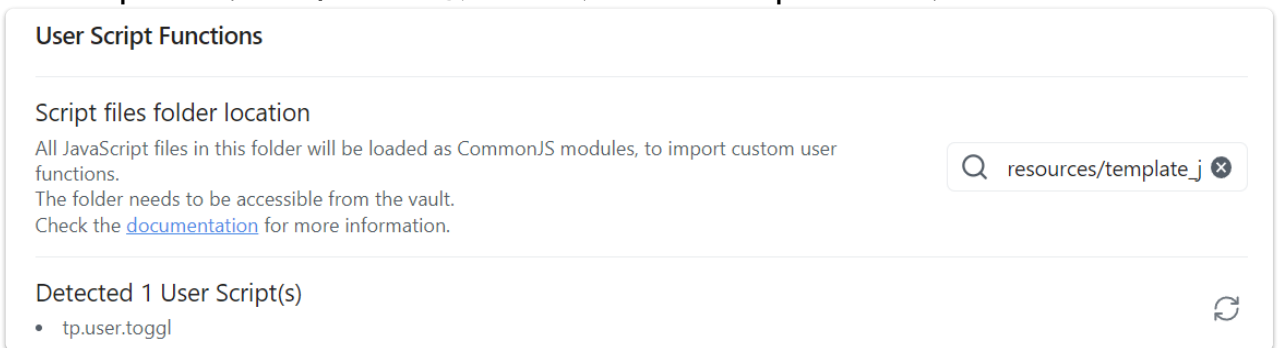 User Script Functions
Script files folder location
All JavaScript files in this folder will be loaded as CommonJS modules, to import custom user
functions.
The folder needs to be accessible from the vault.
Check the documentation for more information.
resources/template_j
Detected 1 User Script(s)
• tp.user.toggl